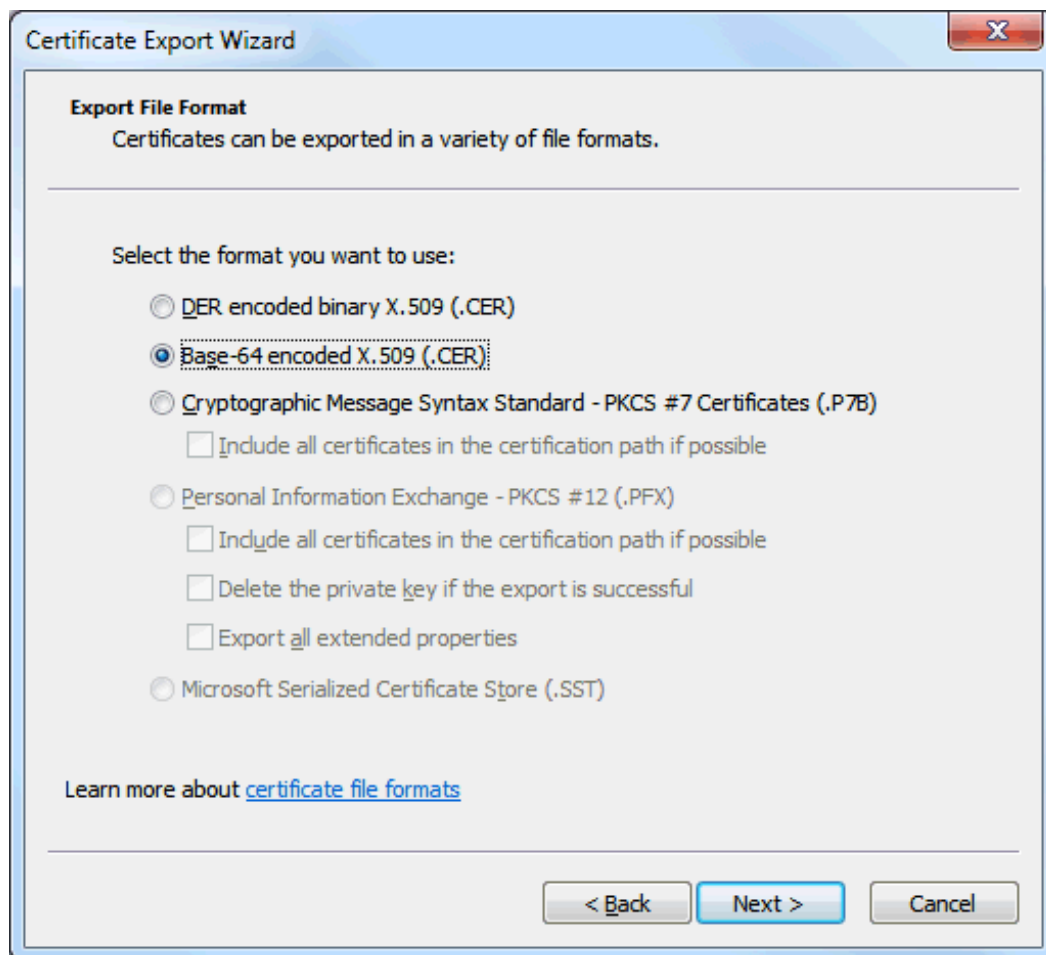 Certificate Export Wizard
Export File Format
Certificates can be exported in a variety of file formats.
Select the format you want to use:
DER encoded binary X.509 (.CER)
Base-64 encoded X.509 (.CER)
Cryptographic Message Syntax Standard - PKCS #7 Certificates (.P7B)
Include all certificates in the certification path if possible
Personal Information Exchange - PKCS #12 (.PFX)
Include all certificates in the certification path if possible
Delete the private key if the export is successful
Export all extended properties
Microsoft Serialized Certificate Store (.SST)
Learn more about certificate file formats
< Back Next > Cancel